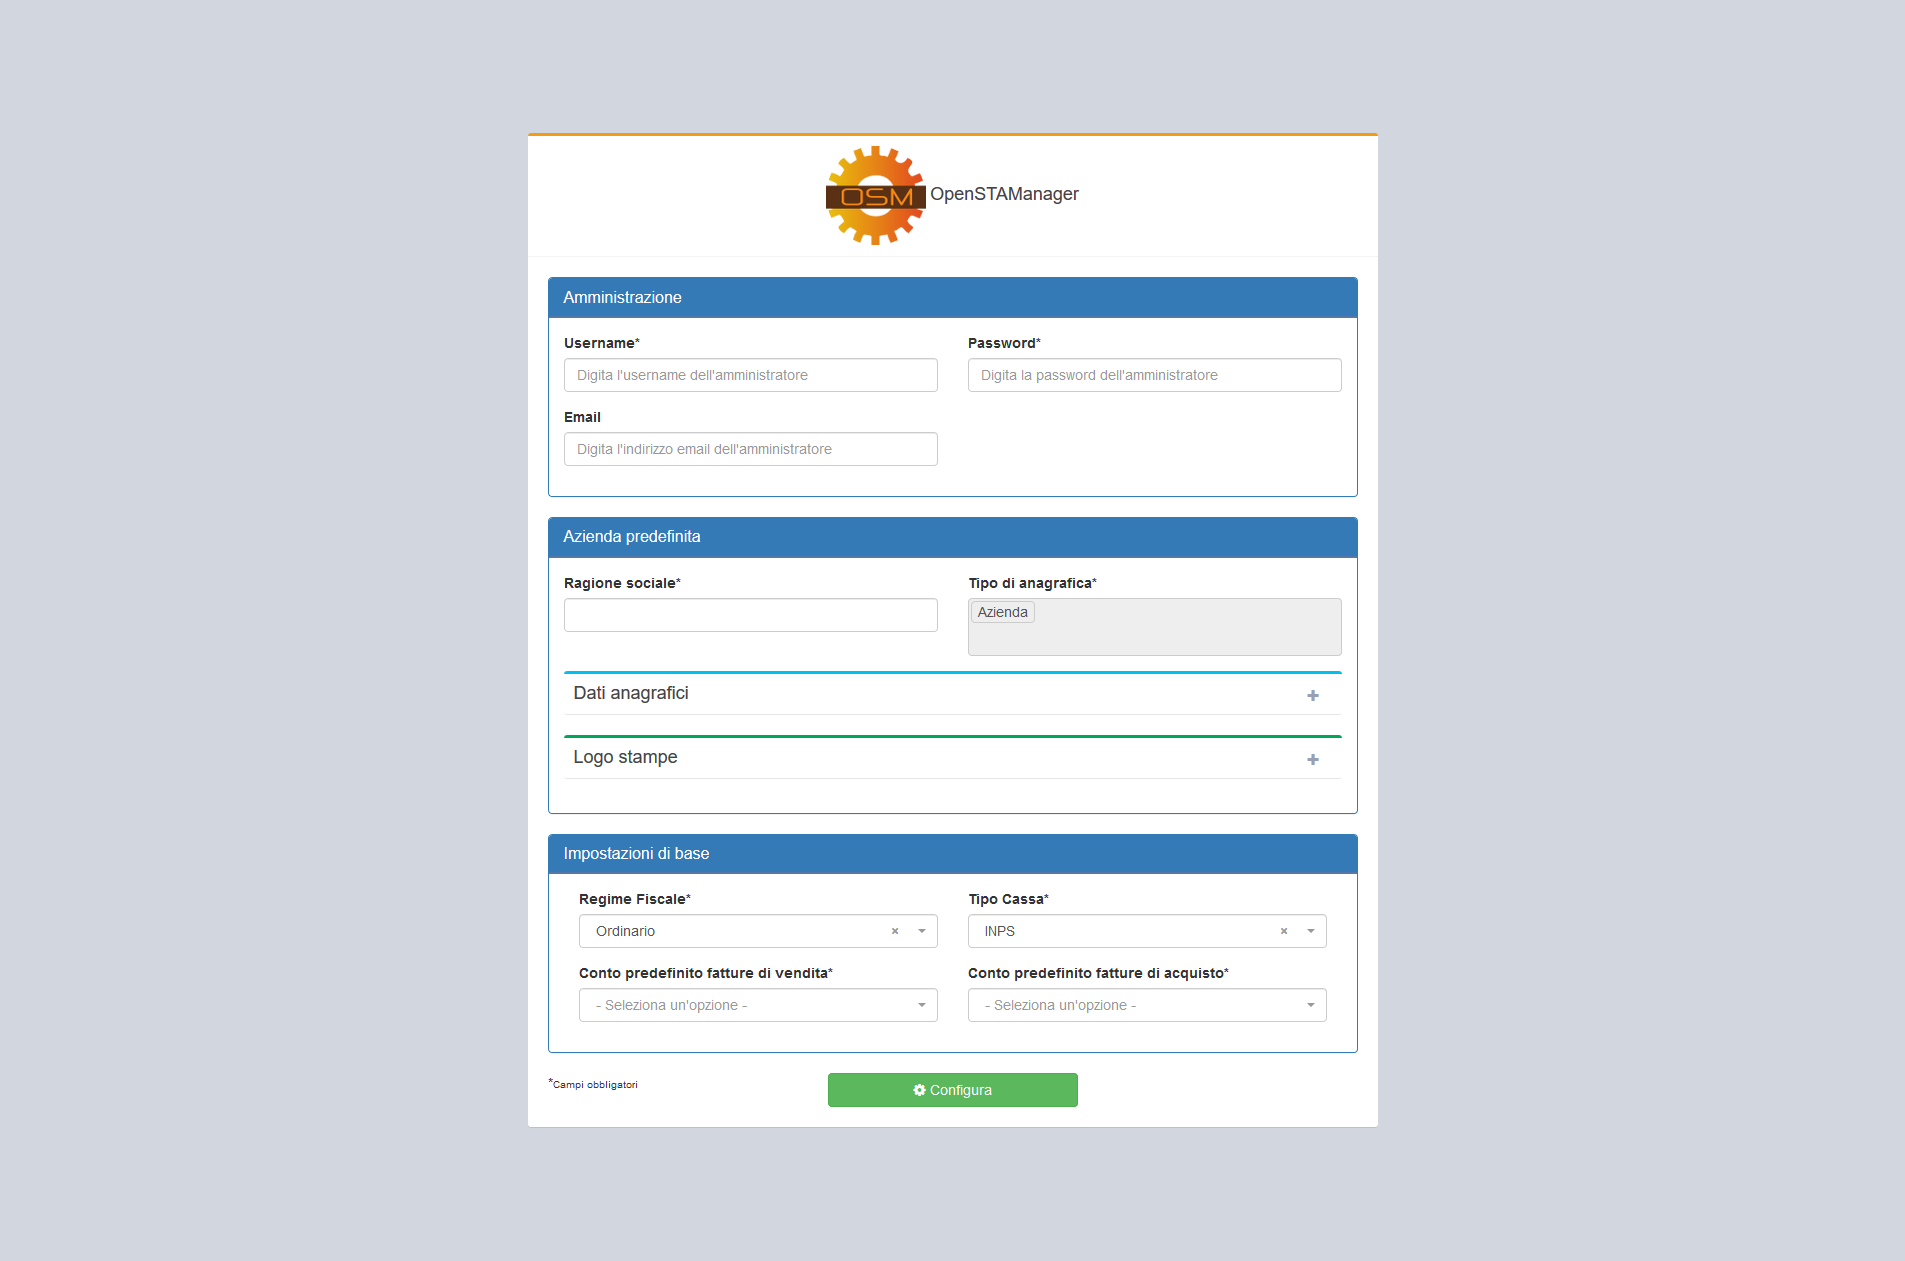 OSM OpenSTAManager
Amministrazione
Username* Password*
Digita l'username dell'amministratore Digita la password dell'amministratore
Email
Digita l'indirizzo email dell'amministratore
Azienda predefinita
Ragione sociale* Tipo di anagrafica*
Azienda
Dati anagrafici
Logo stampe
Impostazioni di base
Regime Fiscale* Tipo Cassa*
Ordinario × INPS ×
Conto predefinito fatture di vendita* Conto predefinito fatture di acquisto*
- Seleziona un'opzione - - Seleziona un'opzione -
*Campi obbligatori Configura